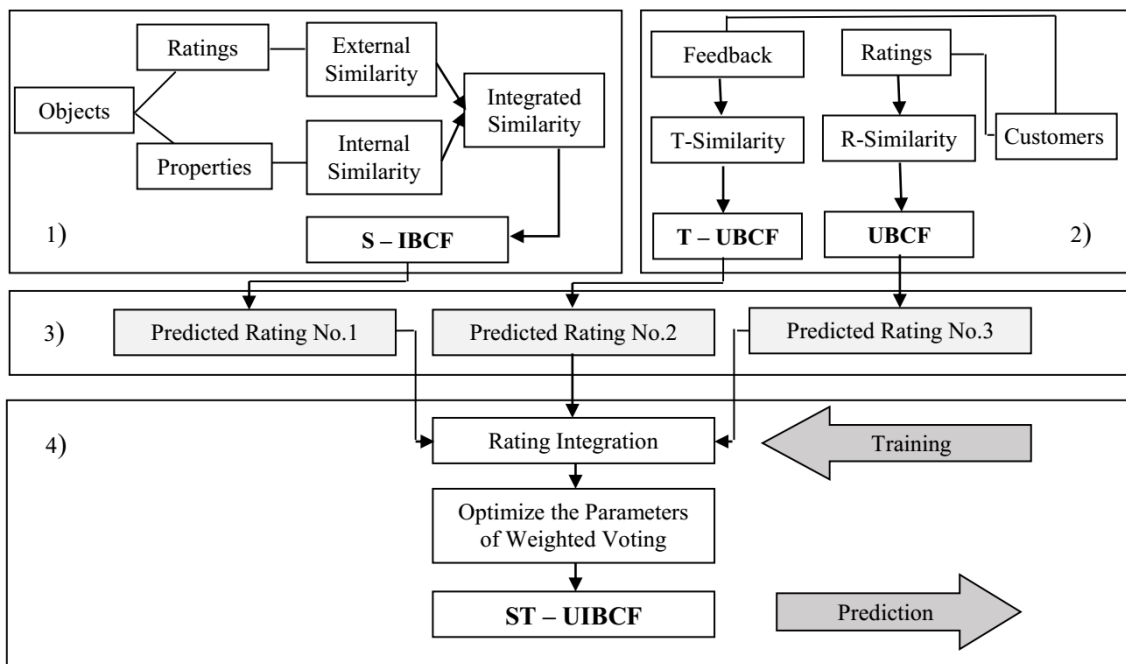 Ratings
External
Similarity
Objects
Integrated
Similarity
Properties
Internal
Similarity
1)
S – IBCF
Feedback
Ratings
T-Similarity
R-Similarity
Customers
T – UBCF
UBCF
2)
3)
Predicted Rating No.1
Predicted Rating No.2
Predicted Rating No.3
4)
Rating Integration
Training
Optimize the Parameters
of Weighted Voting
ST – UIBCF
Prediction